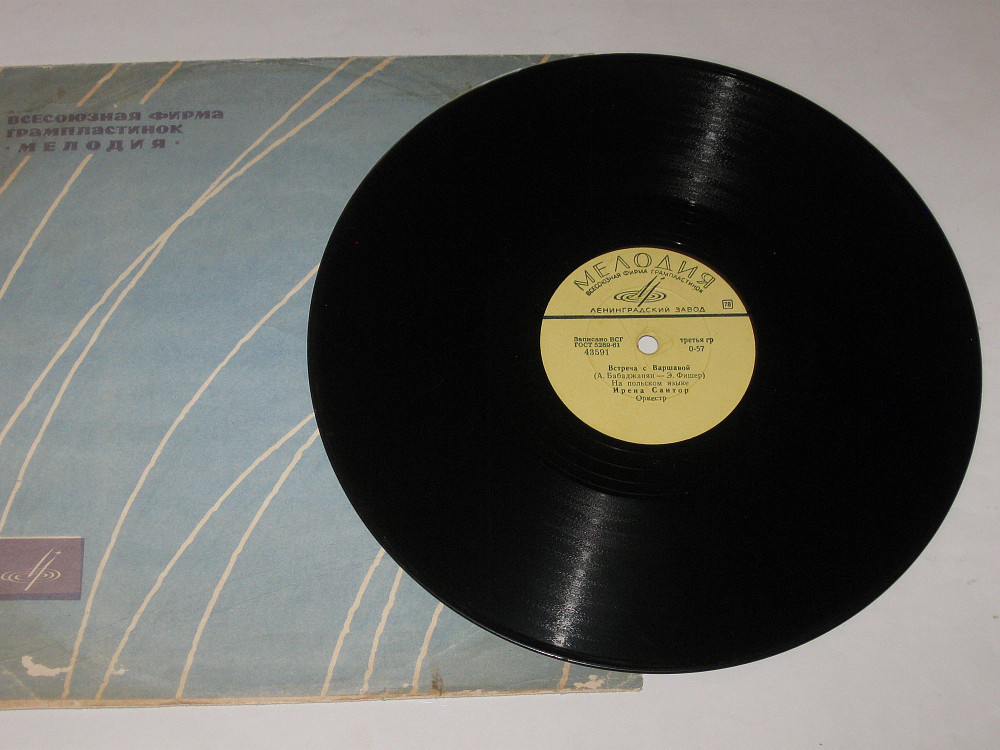 ВСЕСОЮЗНАЯ ФИРМА
ГРАМПЛАСТИНОК
· МЕЛОДИЯ ·
МЕЛОДИЯ
ВСЕСОЮЗНАЯ ФИРМА ГРАМПЛАСТИНОК
ЛЕНИНГРАДСКИЙ ЗАВОД
78
Записано ВСГ
ГОСТ 5289-61
43591
третья гр
0-57
Встреча с Варшавой
(А. Бабаджанян — Э. Фишер)
На польском языке
Ирена Сантор
Оркестр